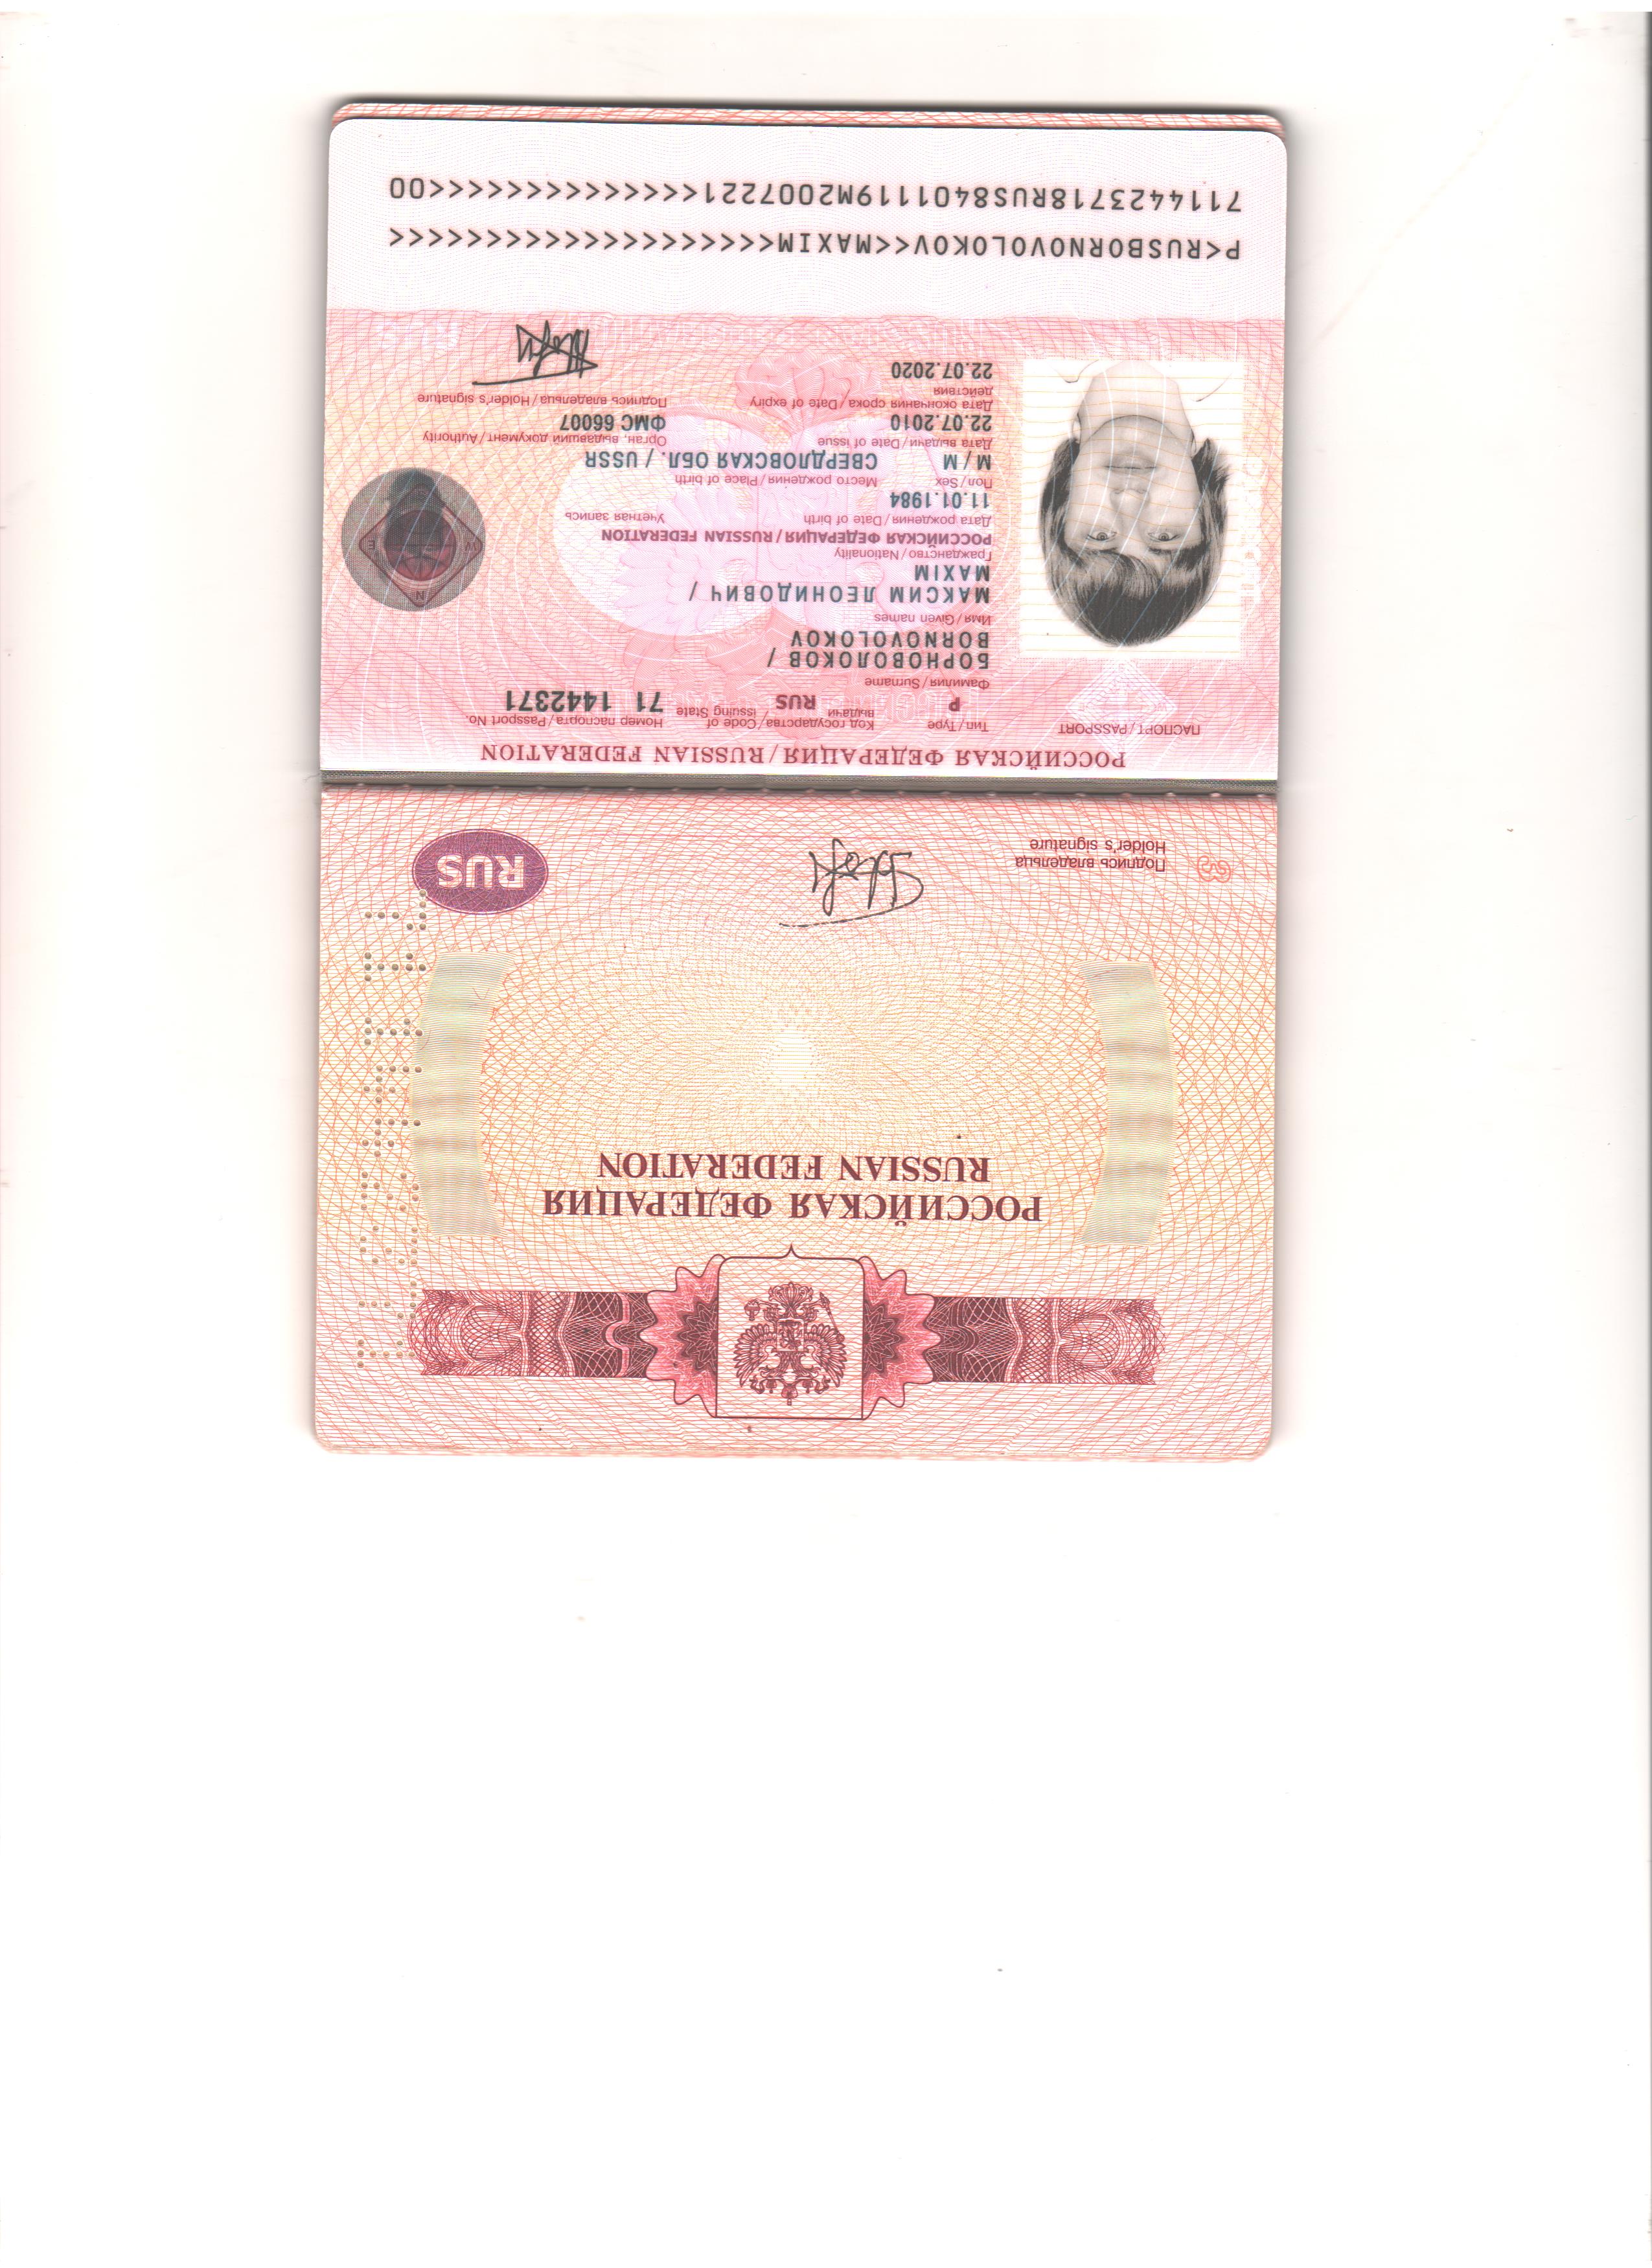 РОССИЙСКАЯ ФЕДЕРАЦИЯ
RUSSIAN FEDERATION
Подпись владельца
Holder's signature
RUS
РОССИЙСКАЯ ФЕДЕРАЦИЯ / RUSSIAN FEDERATION
ПАСПОРТ / PASSPORT
Тип / Type
Код государства / Code of
выдачи / issuing State
Номер паспорта / Passport No.
P
RUS
71 1442371
Фамилия / Surname
БОРНОВОЛОКОВ /
BORNOVOLOKOV
Имя / Given names
МАКСИМ ЛЕОНИДОВИЧ /
MAXIM
Гражданство / Nationality
РОССИЙСКАЯ ФЕДЕРАЦИЯ / RUSSIAN FEDERATION
Дата рождения / Date of birth
Учетная запись
11.01.1984
Пол / Sex
Место рождения / Place of birth
М / M
СВЕРДЛОВСКАЯ ОБЛ. / USSR
Дата выдачи / Date of issue
Орган, выдавший документ / Authority
22.07.2010
ФМС 66007
Дата окончания срока / Date of expiry
действия
Подпись владельца / Holder's signature
22.07.2020
N
W
E
P<RUSBORNOVOLOKOV<<MAXIM<<<<<<<<<<<<<<<<<<<<
7114423718RUS8401119M2007221<<<<<<<<<<<<<<00